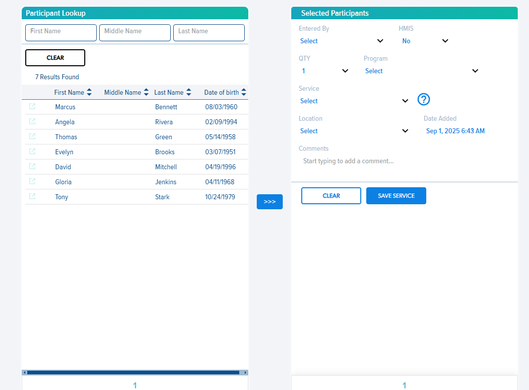 Participant Lookup
First Name Middle Name Last Name
CLEAR
7 Results Found
First Name Middle Name Last Name Date of birth
Marcus Bennett 08/03/1960
Angela Rivera 02/09/1994
Thomas Green 05/14/1958
Evelyn Brooks 03/07/1951
David Mitchell 04/19/1996
Gloria Jenkins 04/11/1968
Tony Stark 10/24/1979
1
>>>
Selected Participants
Entered By HMIS
Select No
QTY Program
1 Select
Service
Select ?
Location Date Added
Select Sep 1, 2025 6:43 AM
Comments
Start typing to add a comment...
CLEAR SAVE SERVICE
1